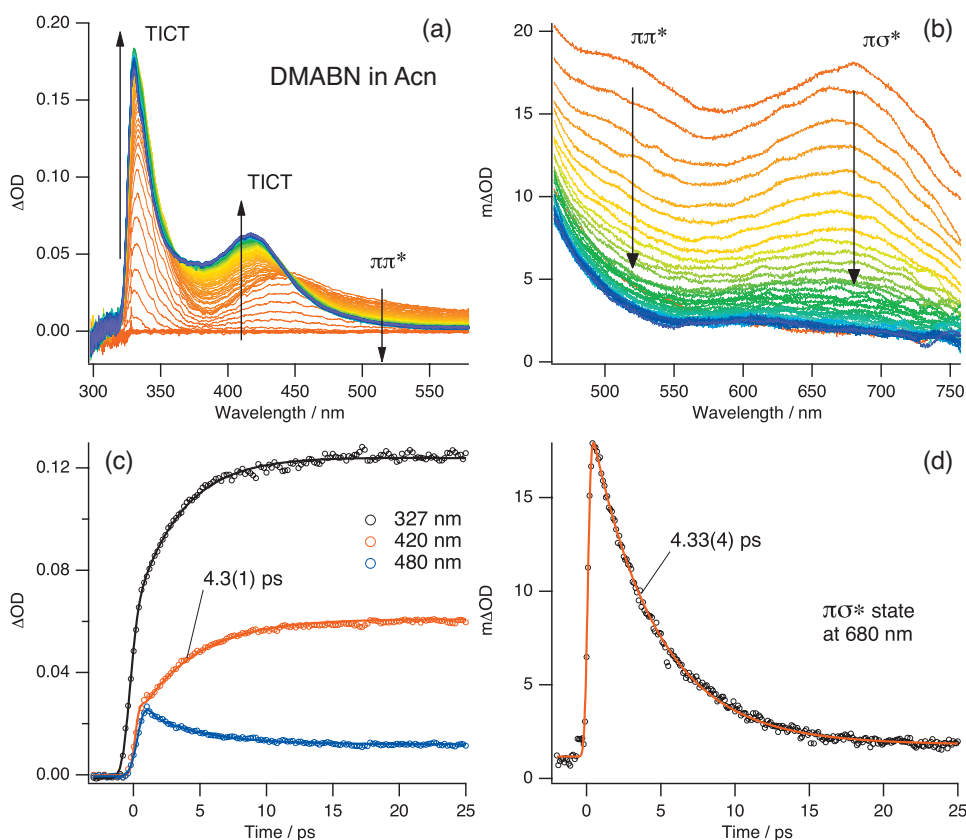 (a)
TICT
DMABN in Acn
TICT
ππ*
0.20
0.15
0.10
0.05
0.00
ΔOD
300
350
400
450
500
550
Wavelength / nm
(b)
ππ*
πσ*
20
15
10
5
0
mΔOD
500
550
600
650
700
750
Wavelength / nm
(c)
327 nm
420 nm
480 nm
4.3(1) ps
0.12
0.08
0.04
0.00
ΔOD
0
5
10
15
20
25
Time / ps
(d)
4.33(4) ps
πσ* state
at 680 nm
15
10
5
0
mΔOD
0
5
10
15
20
25
Time / ps